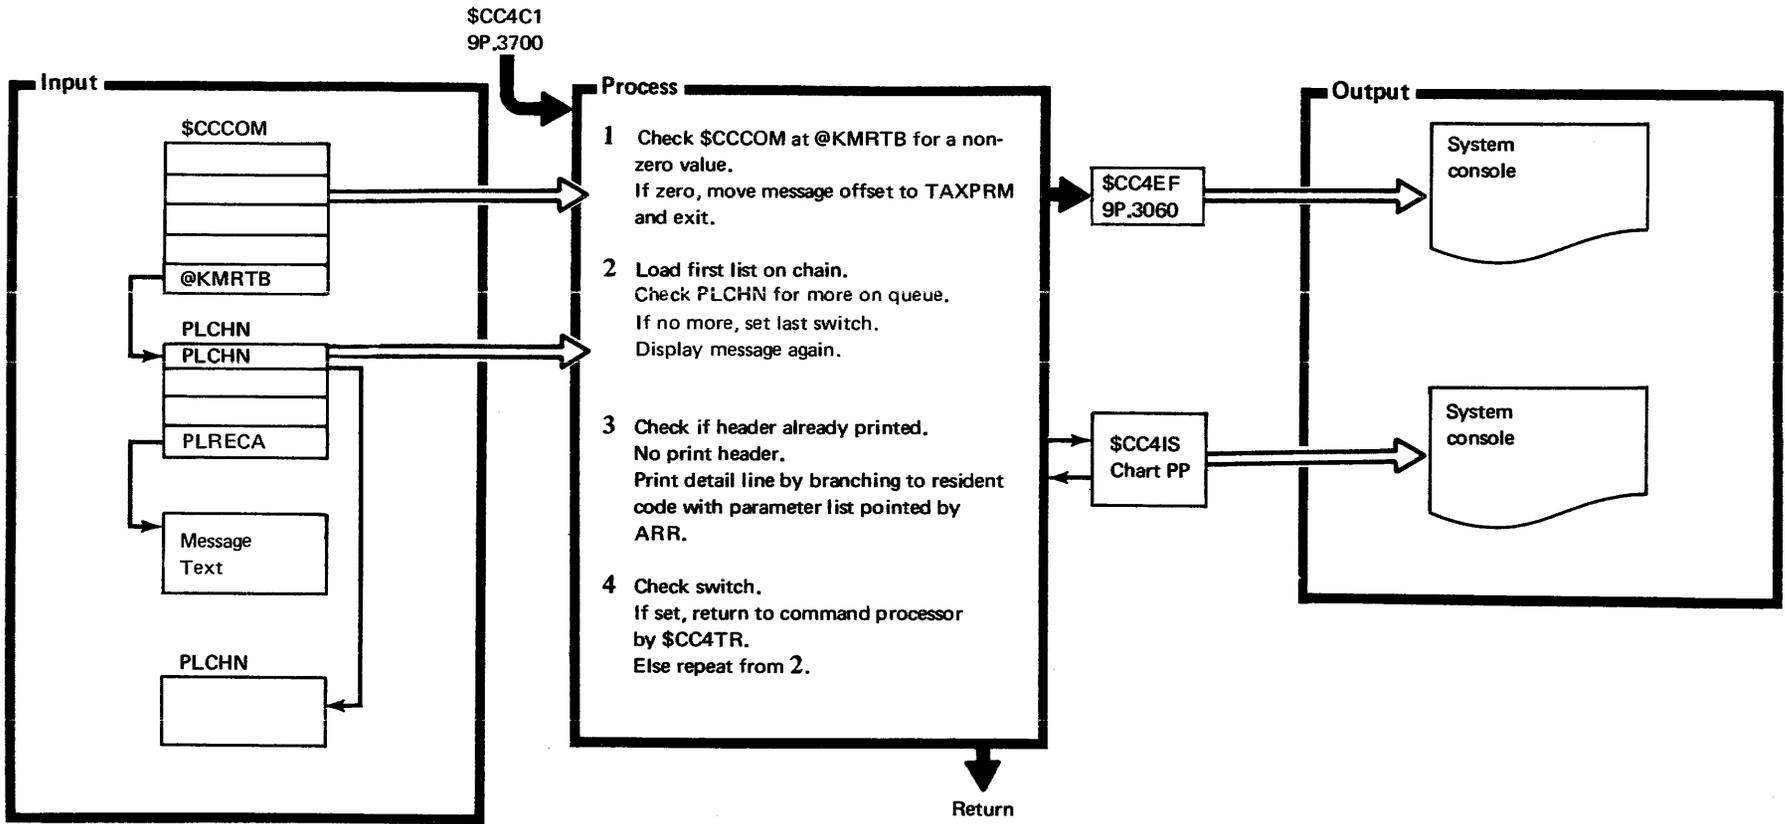 $CC4C1
9P.3700
Input
$CCCOM
@KMRTB
PLCHN
PLCHN
PLRECA
Message
Text
PLCHN
Process
1 Check $CCCOM at @KMRTB for a non-
zero value.
If zero, move message offset to TAXPRM
and exit.
2 Load first list on chain.
Check PLCHN for more on queue.
If no more, set last switch.
Display message again.
3 Check if header already printed.
No print header.
Print detail line by branching to resident
code with parameter list pointed by
ARR.
4 Check switch.
If set, return to command processor
by $CC4TR.
Else repeat from 2.
Return
$CC4EF
9P.3060
$CC4IS
Chart PP
Output
System
console
System
console